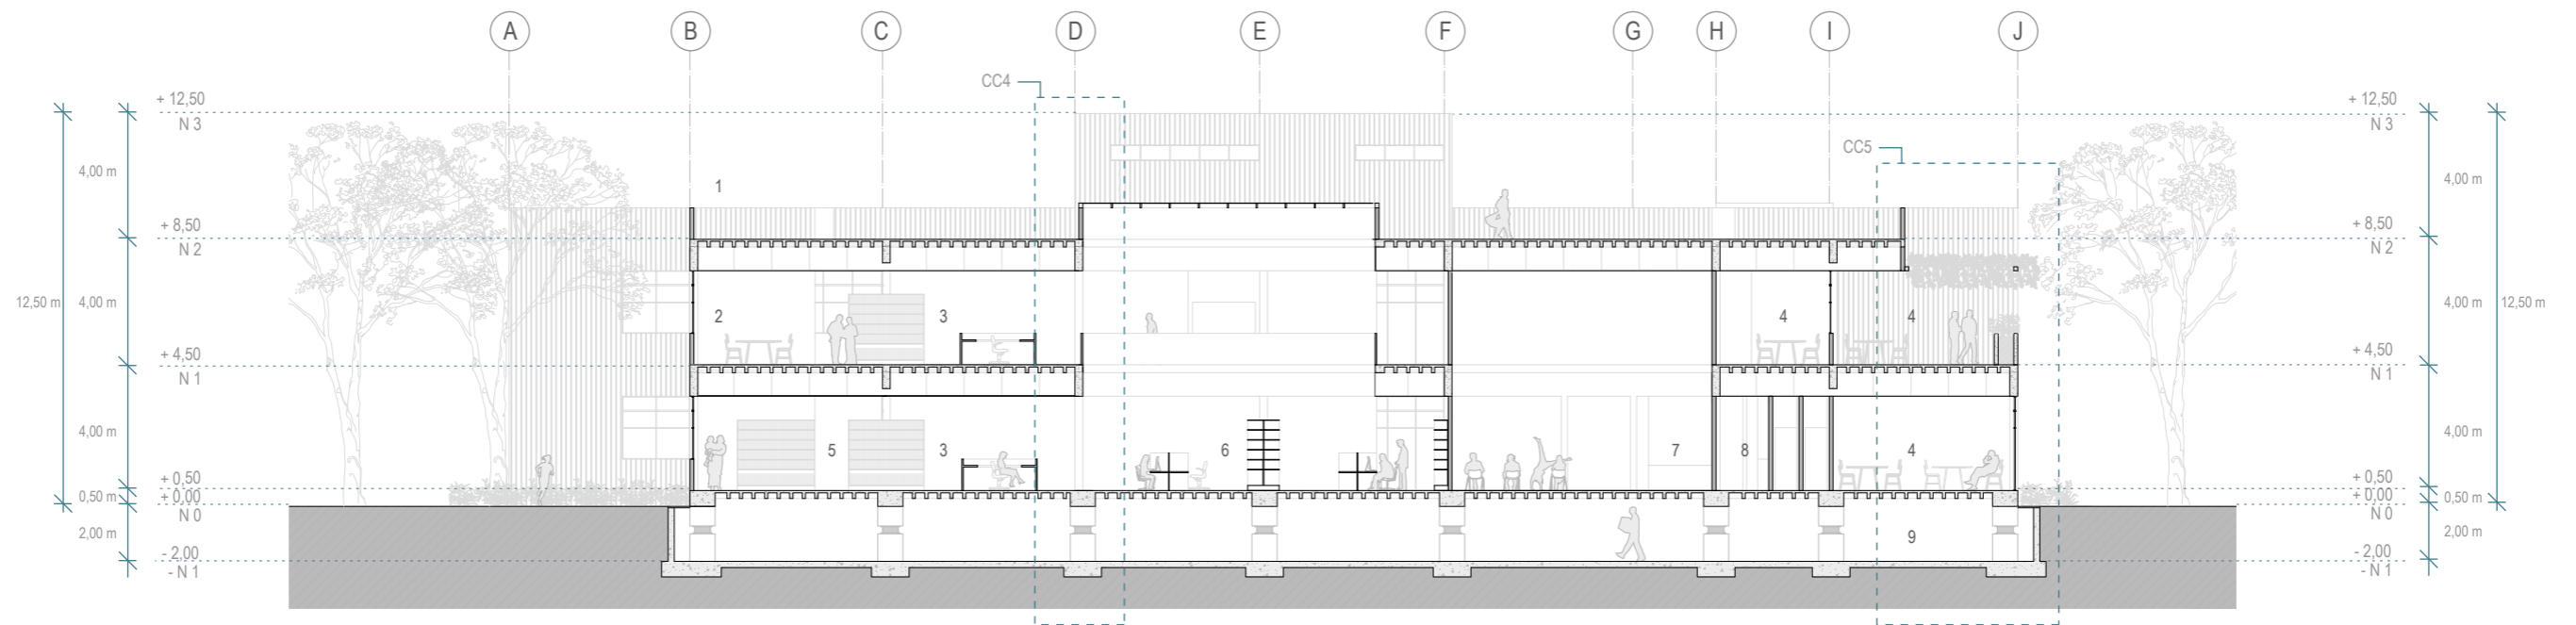 A B C D E F G H I J
CC4
+ 12,50
N 3
+ 12,50
N 3
CC5
4,00 m
4,00 m
1
+ 8,50
N 2
+ 8,50
N 2
12,50 m
4,00 m
2
3
4
4
4,00 m
12,50 m
+ 4,50
N 1
+ 4,50
N 1
4,00 m
5
3
6
7
8
4
4,00 m
+ 0,50
+ 0,00
N 0
+ 0,50
+ 0,00
N 0
0,50 m
0,50 m
2,00 m
9
2,00 m
- 2,00
- N 1
- 2,00
- N 1